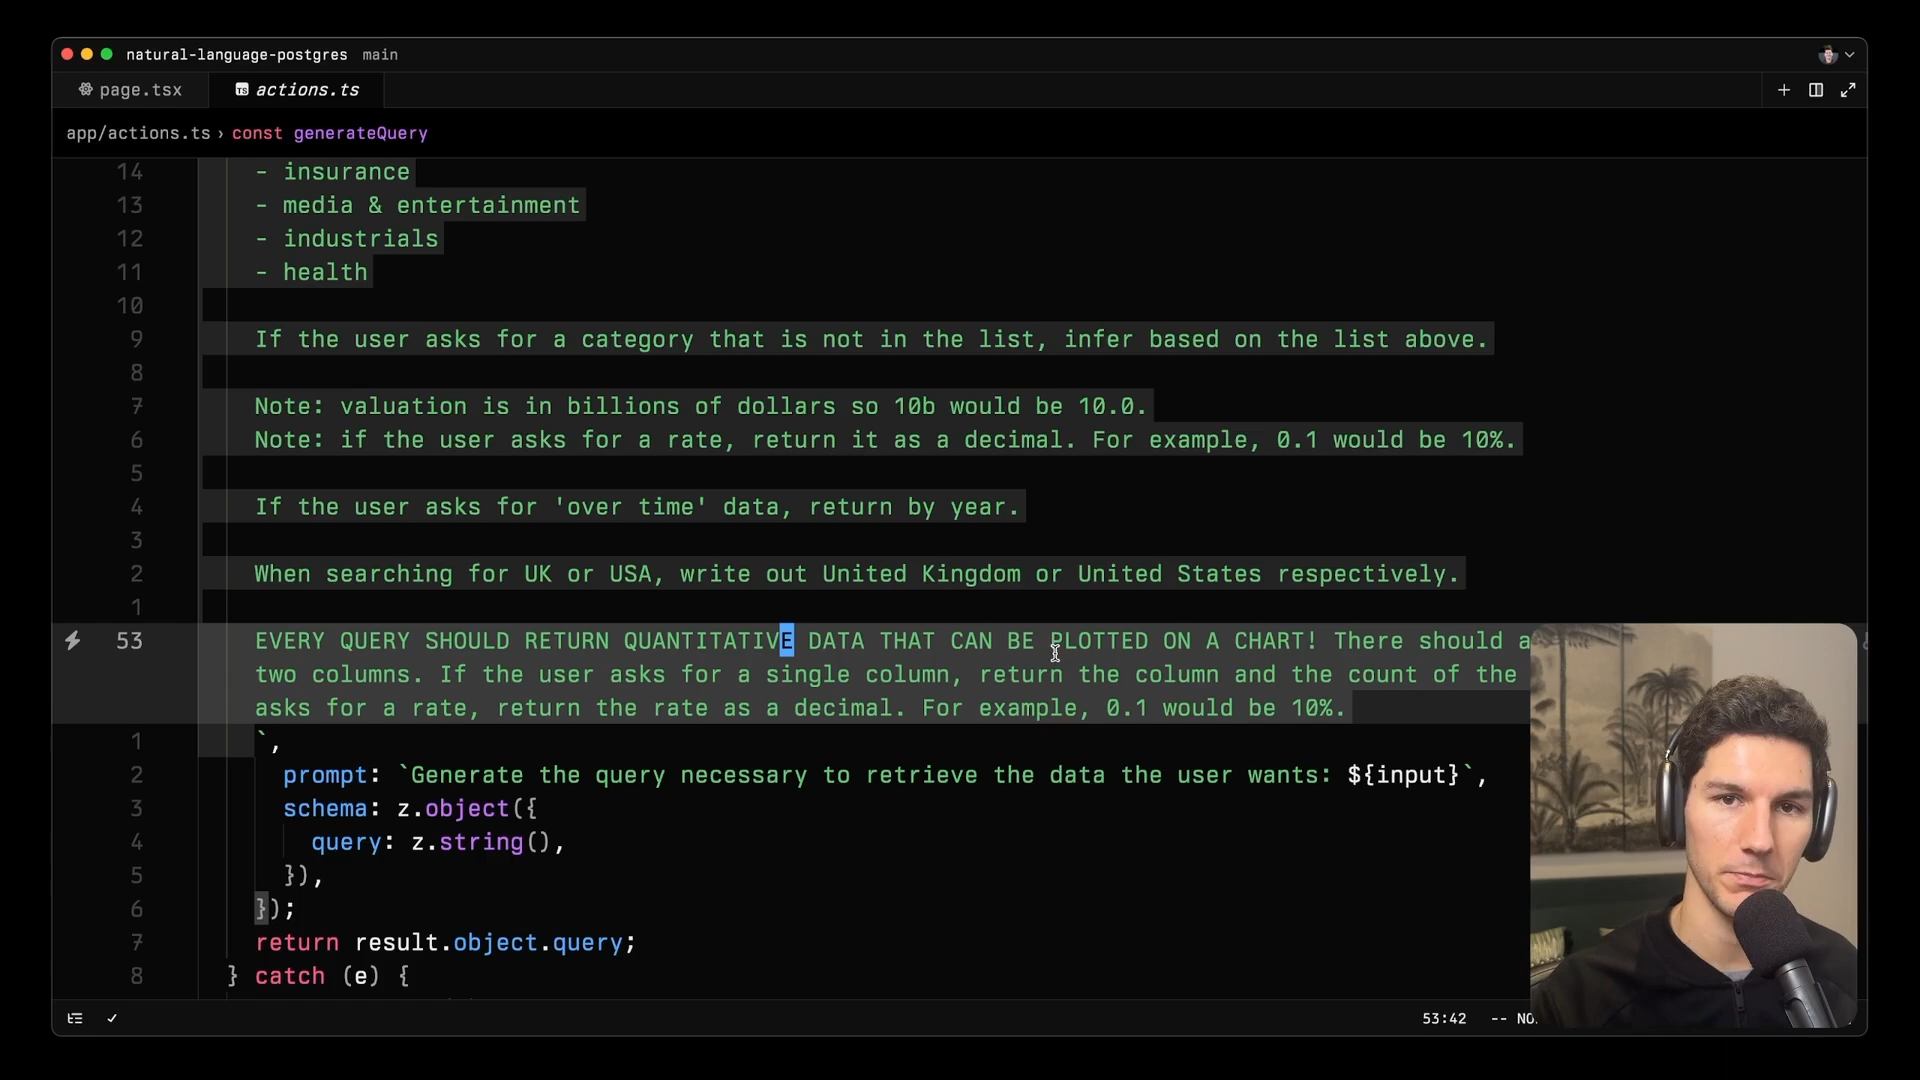 natural-language-postgres main
page.tsx actions.ts
app/actions.ts › const generateQuery
14 - insurance
13 - media & entertainment
12 - industrials
11 - health
10
9 If the user asks for a category that is not in the list, infer based on the list above.
8
7 Note: valuation is in billions of dollars so 10b would be 10.0.
6 Note: if the user asks for a rate, return it as a decimal. For example, 0.1 would be 10%.
5
4 If the user asks for 'over time' data, return by year.
3
2 When searching for UK or USA, write out United Kingdom or United States respectively.
1
53 EVERY QUERY SHOULD RETURN QUANTITATIVE DATA THAT CAN BE PLOTTED ON A CHART! There should a
two columns. If the user asks for a single column, return the column and the count of the
asks for a rate, return the rate as a decimal. For example, 0.1 would be 10%.
1 `,
2 prompt: `Generate the query necessary to retrieve the data the user wants: ${input}`,
3 schema: z.object({
4 query: z.string(),
5 }),
6 });
7 return result.object.query;
8 } catch (e) {
53:42 -- NO